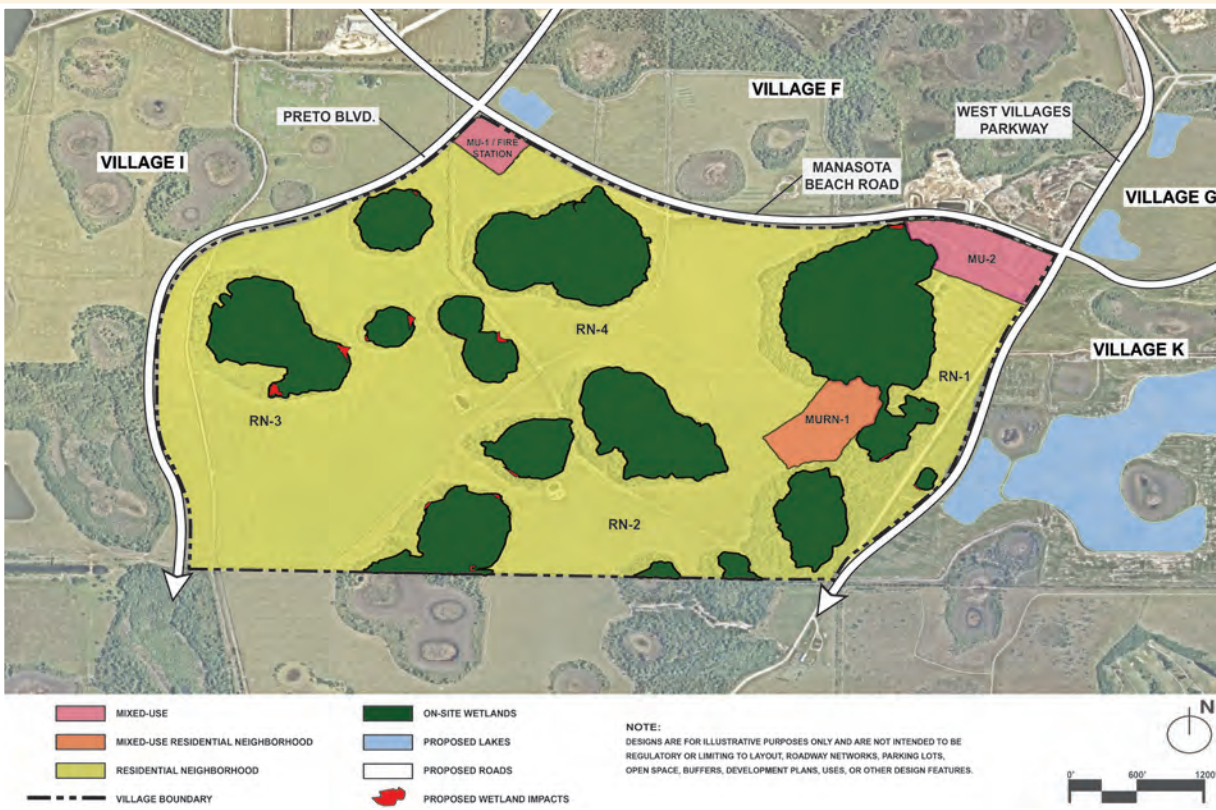 VILLAGE F
WEST VILLAGES
PARKWAY
PRETO BLVD.
VILLAGE I
MU-1 / FIRE
STATION
MANASOTA
BEACH ROAD
VILLAGE G
MU-2
RN-4
VILLAGE K
RN-1
RN-3
MURN-1
RN-2
MIXED-USE
MIXED-USE RESIDENTIAL NEIGHBORHOOD
RESIDENTIAL NEIGHBORHOOD
VILLAGE BOUNDARY
ON-SITE WETLANDS
PROPOSED LAKES
PROPOSED ROADS
PROPOSED WETLAND IMPACTS
NOTE:
DESIGNS ARE FOR ILLUSTRATIVE PURPOSES ONLY AND ARE NOT INTENDED TO BE
REGULATORY OR LIMITING TO LAYOUT, ROADWAY NETWORKS, PARKING LOTS,
OPEN SPACE, BUFFERS, DEVELOPMENT PLANS, USES, OR OTHER DESIGN FEATURES.
N
0' 600' 1200